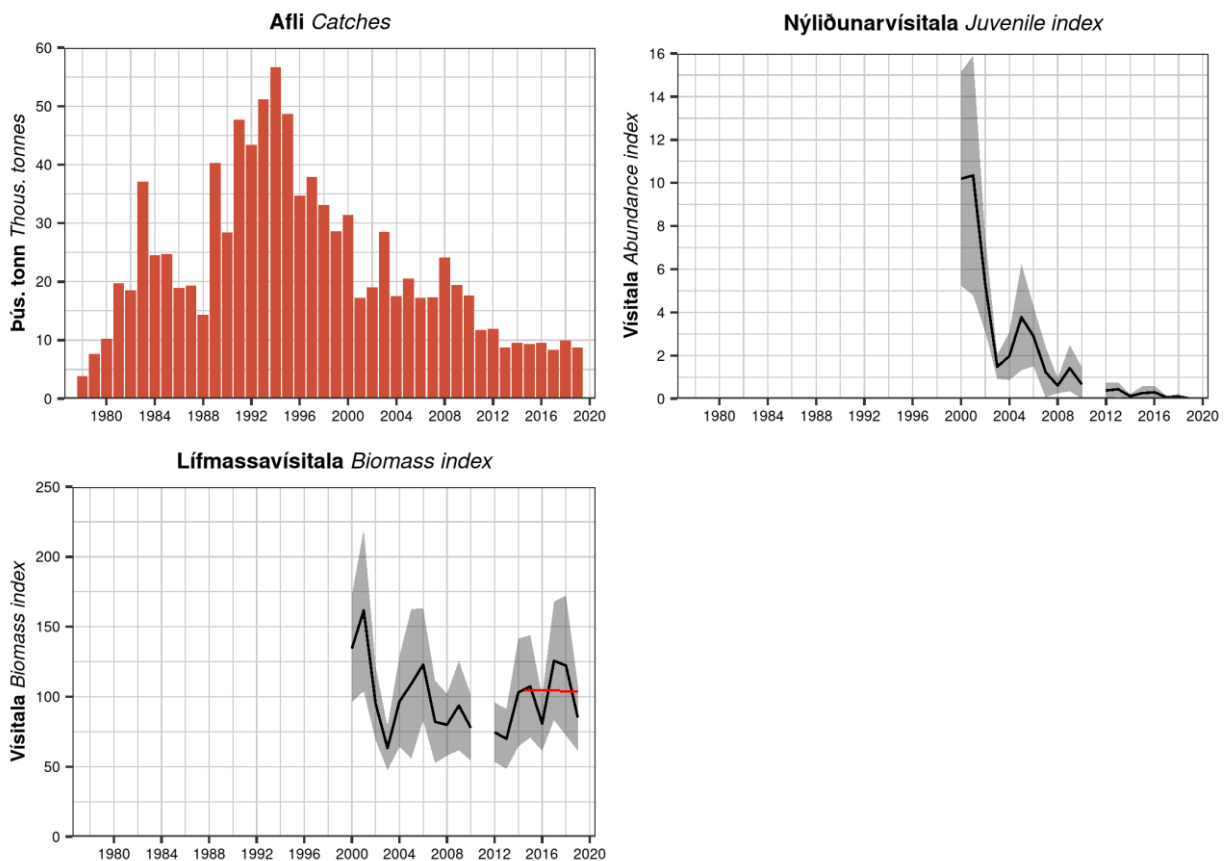 Afli Catches
Þús. tonn Thous. tonnes
60
50
40
30
20
10
0
1980 1984 1988 1992 1996 2000 2004 2008 2012 2016 2020
Nýliðunarvísitala Juvenile index
Vísitala Abundance index
16
14
12
10
8
6
4
2
0
1980 1984 1988 1992 1996 2000 2004 2008 2012 2016 2020
Lífmassavísitala Biomass index
Vísitala Biomass index
250
200
150
100
50
0
1980 1984 1988 1992 1996 2000 2004 2008 2012 2016 2020